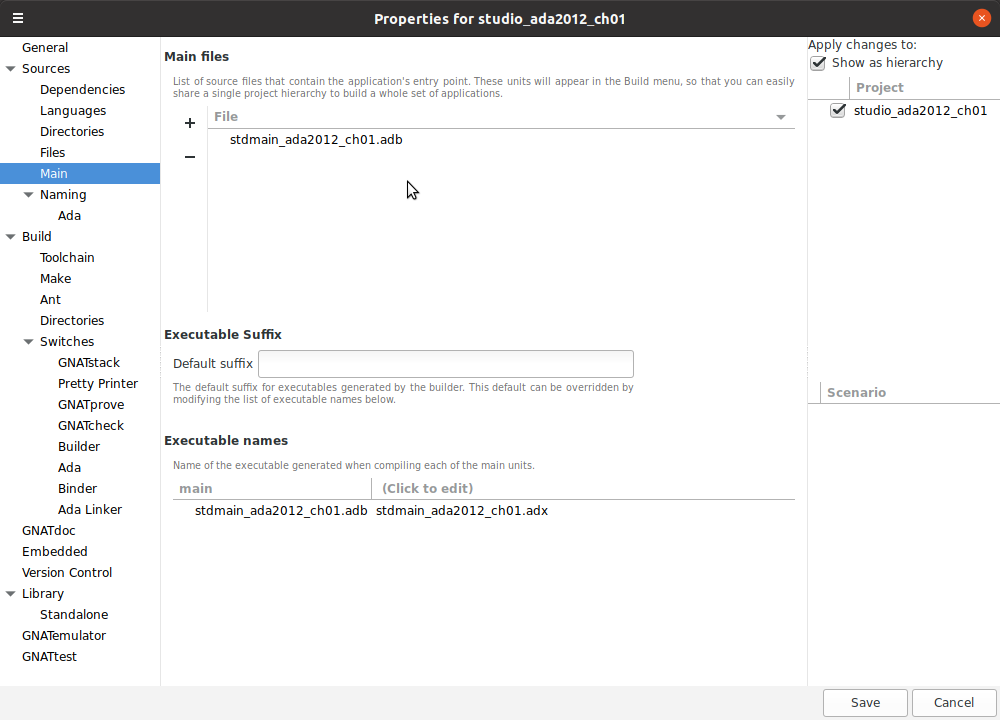 Properties for studio_ada2012_ch01
General
Sources
Dependencies
Languages
Directories
Files
Main
Naming
Ada
Build
Toolchain
Make
Ant
Directories
Switches
GNATstack
Pretty Printer
GNATprove
GNATcheck
Builder
Ada
Binder
Ada Linker
GNATdoc
Embedded
Version Control
Library
Standalone
GNATemulator
GNATtest
Main files
List of source files that contain the application's entry point. These units will appear in the Build menu, so that you can easily
share a single project hierarchy to build a whole set of applications.
File
stdmain_ada2012_ch01.adb
Executable Suffix
Default suffix
The default suffix for executables generated by the builder. This default can be overridden by
modifying the list of executable names below.
Executable names
Name of the executable generated when compiling each of the main units.
main (Click to edit)
stdmain_ada2012_ch01.adb stdmain_ada2012_ch01.adx
Apply changes to:
Show as hierarchy
Project
studio_ada2012_ch01
Scenario
Save Cancel